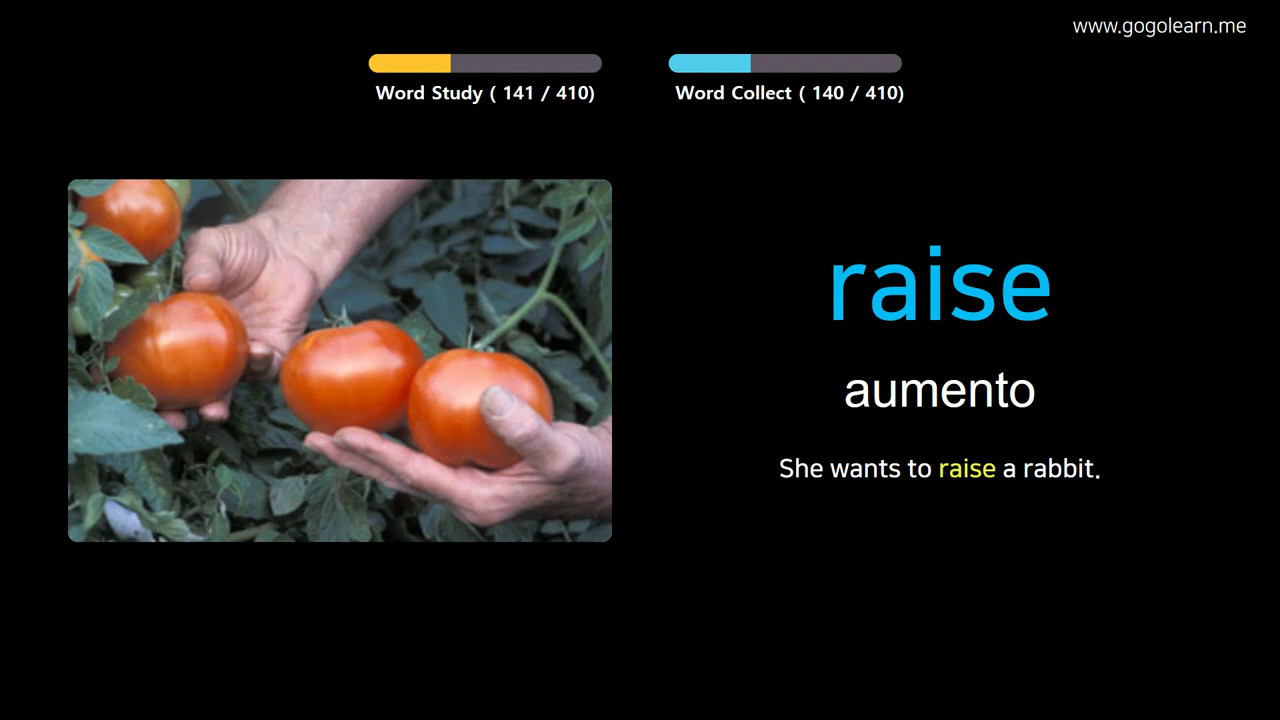 www.gogolearn.me
Word Study ( 141 / 410)
Word Collect ( 140 / 410)
raise
aumento
She wants to raise a rabbit.